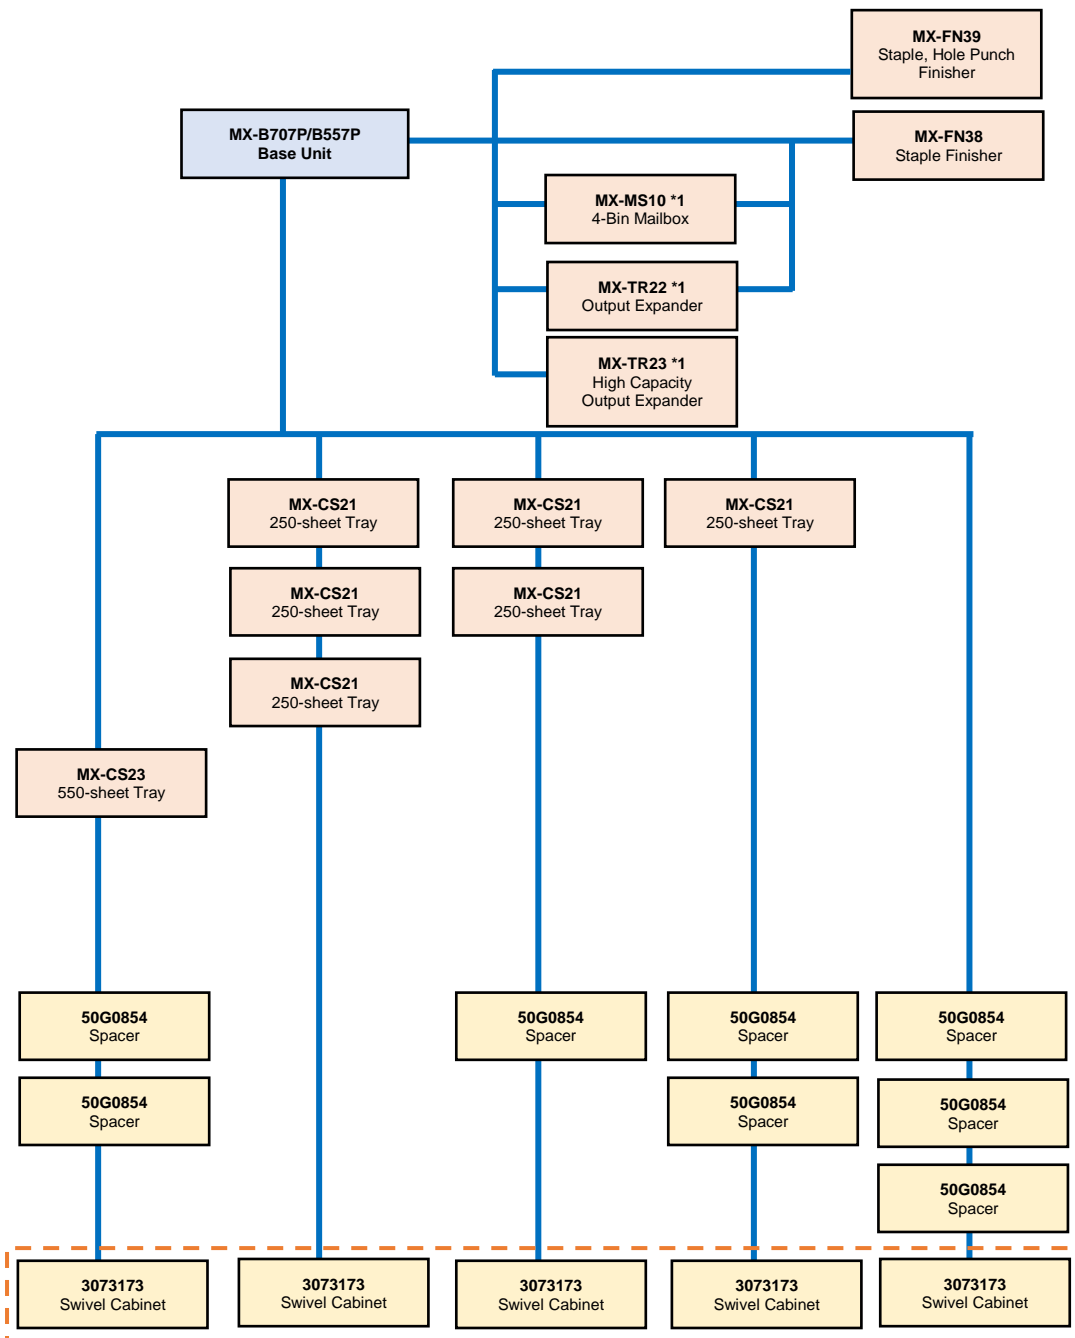 MX-FN39
Staple, Hole Punch
Finisher
MX-B707P/B557P
Base Unit
MX-FN38
Staple Finisher
MX-MS10 *1
4-Bin Mailbox
MX-TR22 *1
Output Expander
MX-TR23 *1
High Capacity
Output Expander
MX-CS21
250-sheet Tray
MX-CS21
250-sheet Tray
MX-CS21
250-sheet Tray
MX-CS21
250-sheet Tray
MX-CS21
250-sheet Tray
MX-CS21
250-sheet Tray
MX-CS23
550-sheet Tray
50G0854
Spacer
50G0854
Spacer
50G0854
Spacer
50G0854
Spacer
50G0854
Spacer
50G0854
Spacer
50G0854
Spacer
50G0854
Spacer
3073173
Swivel Cabinet
3073173
Swivel Cabinet
3073173
Swivel Cabinet
3073173
Swivel Cabinet
3073173
Swivel Cabinet